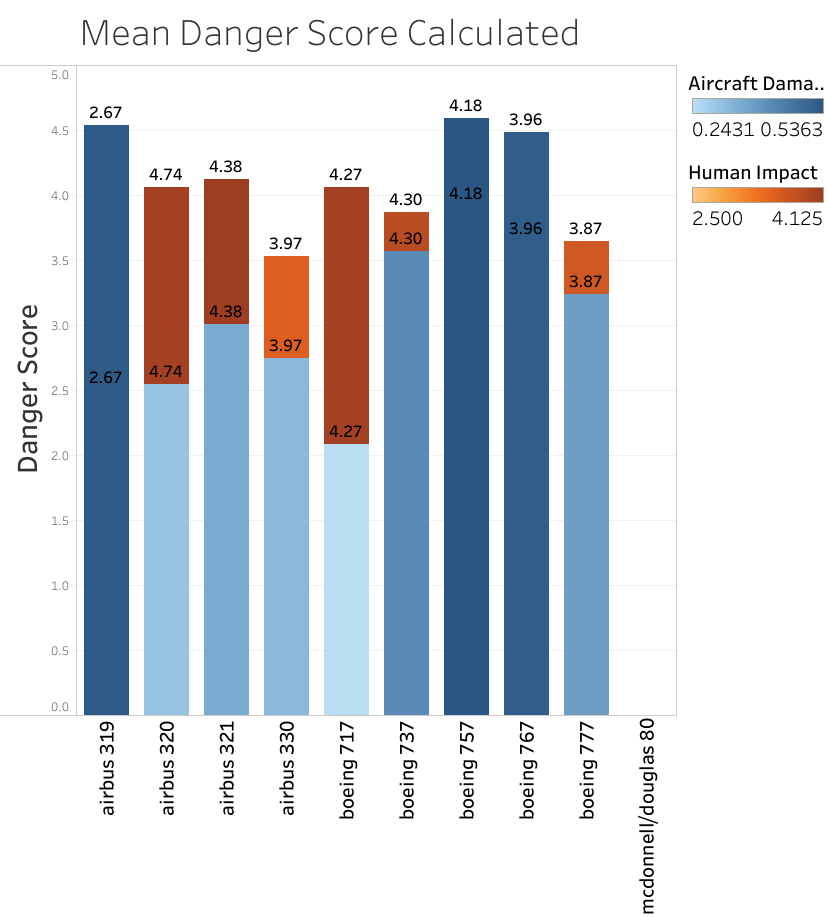 Mean Danger Score Calculated
Danger Score
5.0
4.5
4.0
3.5
3.0
2.5
2.0
1.5
1.0
0.5
0.0
2.67
2.67
4.74
4.74
4.38
4.38
3.97
3.97
4.27
4.27
4.30
4.30
4.18
4.18
3.96
3.96
3.87
3.87
airbus 319
airbus 320
airbus 321
airbus 330
boeing 717
boeing 737
boeing 757
boeing 767
boeing 777
mcdonnell/douglas 80
Aircraft Dama..
0.2431 0.5363
Human Impact
2.500 4.125